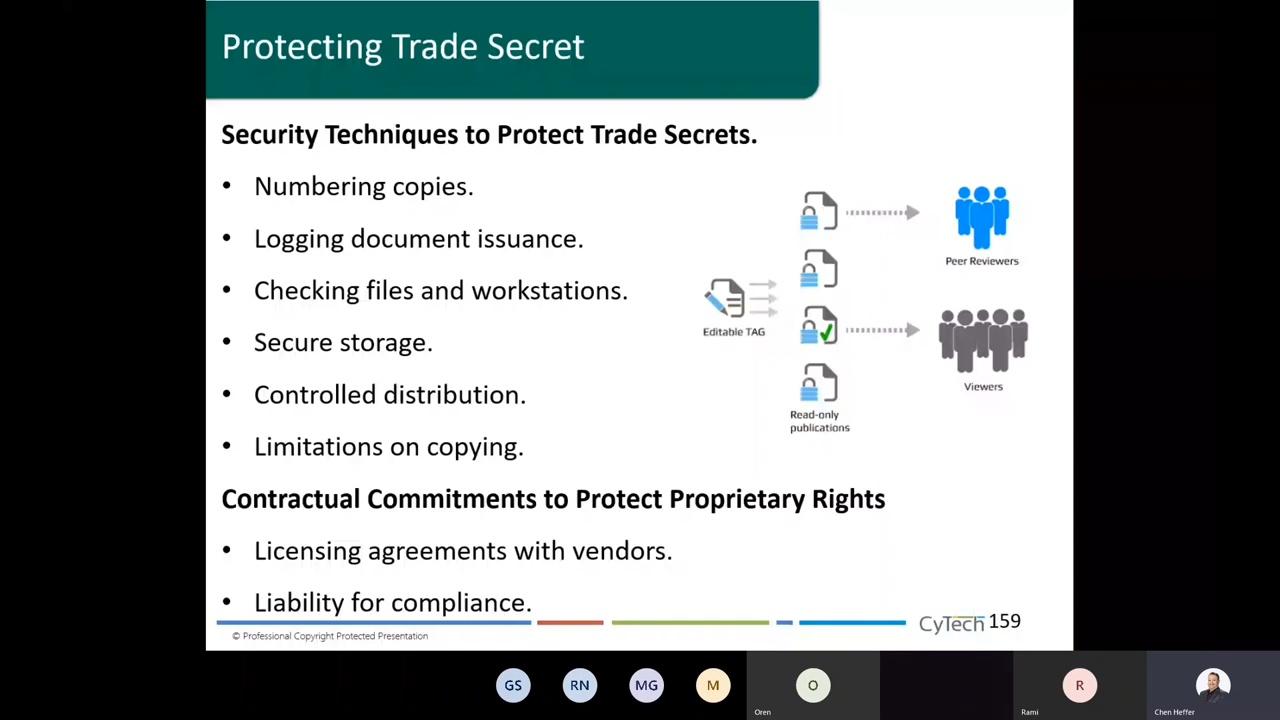 Protecting Trade Secret
Security Techniques to Protect Trade Secrets.
• Numbering copies.
• Logging document issuance.
• Checking files and workstations.
• Secure storage.
• Controlled distribution.
• Limitations on copying.
Editable TAG
Read-only
publications
Peer Reviewers
Viewers
Contractual Commitments to Protect Proprietary Rights
• Licensing agreements with vendors.
• Liability for compliance.
© Professional Copyright Protected Presentation
CyTech 159
GS
RN
MG
M
O
Oren
R
Rami
Chen Heffer